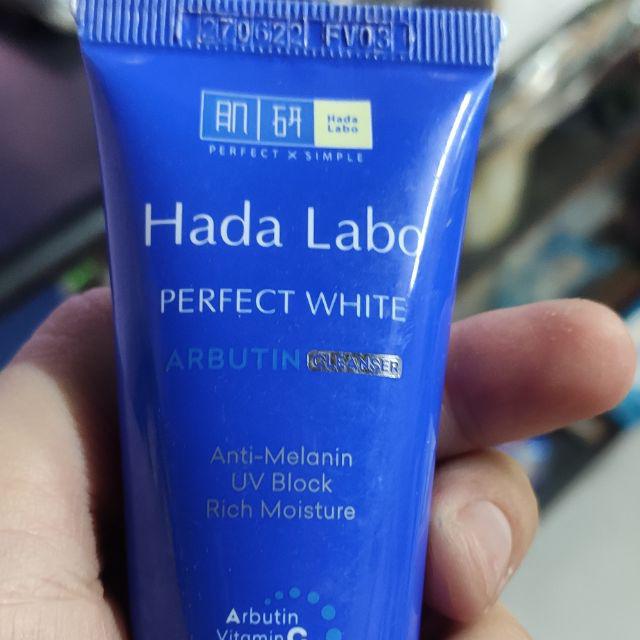 270622 FV03
肌研 Hada
Labo
PERFECT X SIMPLE
Hada Labo
PERFECT WHITE
ARBUTIN CLEANSER
Anti-Melanin
UV Block
Rich Moisture
Arbutin
Vitamin C